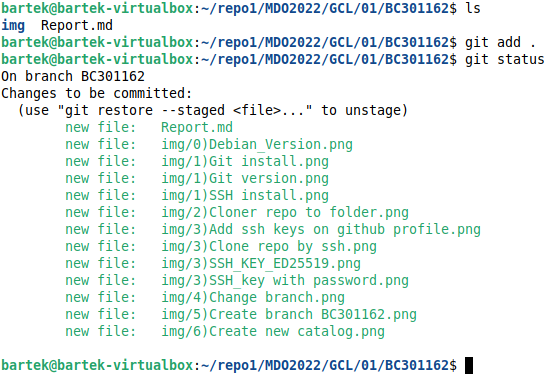 bartek@bartek-virtualbox:~/repo1/MDO2022/GCL/01/BC301162$ ls
img  Report.md
bartek@bartek-virtualbox:~/repo1/MDO2022/GCL/01/BC301162$ git add .
bartek@bartek-virtualbox:~/repo1/MDO2022/GCL/01/BC301162$ git status
On branch BC301162
Changes to be committed:
  (use "git restore --staged <file>..." to unstage)
        new file:   Report.md
        new file:   img/0)Debian_Version.png
        new file:   img/1)Git install.png
        new file:   img/1)Git version.png
        new file:   img/1)SSH install.png
        new file:   img/2)Cloner repo to folder.png
        new file:   img/3)Add ssh keys on github profile.png
        new file:   img/3)Clone repo by ssh.png
        new file:   img/3)SSH_KEY_ED25519.png
        new file:   img/3)SSH_key with password.png
        new file:   img/4)Change branch.png
        new file:   img/5)Create branch BC301162.png
        new file:   img/6)Create new catalog.png
bartek@bartek-virtualbox:~/repo1/MDO2022/GCL/01/BC301162$